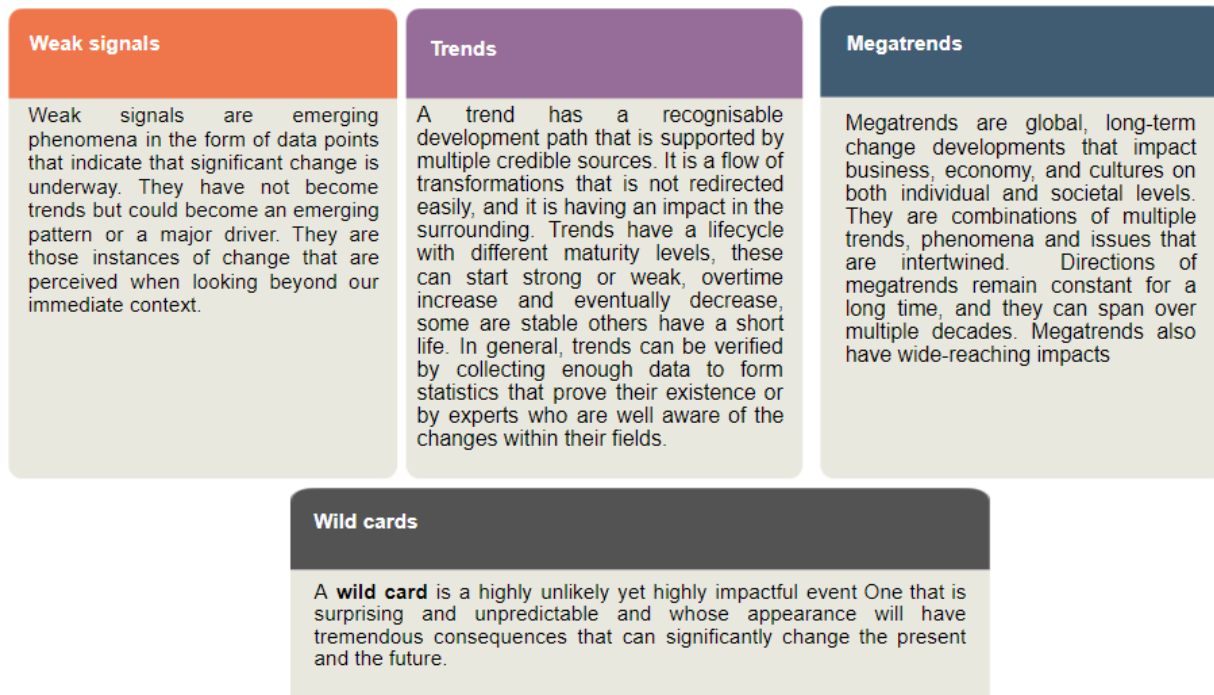 Weak signals
Weak signals are emerging
phenomena in the form of data points
that indicate that significant change is
underway. They have not become
trends but could become an emerging
pattern or a major driver. They are
those instances of change that are
perceived when looking beyond our
immediate context.
Trends
A trend has a recognisable
development path that is supported by
multiple credible sources. It is a flow of
transformations that is not redirected
easily, and it is having an impact in the
surrounding. Trends have a lifecycle
with different maturity levels, these
can start strong or weak, overtime
increase and eventually decrease,
some are stable others have a short
life. In general, trends can be verified
by collecting enough data to form
statistics that prove their existence or
by experts who are well aware of the
changes within their fields.
Megatrends
Megatrends are global, long-term
change developments that impact
business, economy, and cultures on
both individual and societal levels.
They are combinations of multiple
trends, phenomena and issues that
are intertwined. Directions of
megatrends remain constant for a
long time, and they can span over
multiple decades. Megatrends also
have wide-reaching impacts
Wild cards
A wild card is a highly unlikely yet highly impactful event One that is
surprising and unpredictable and whose appearance will have
tremendous consequences that can significantly change the present
and the future.